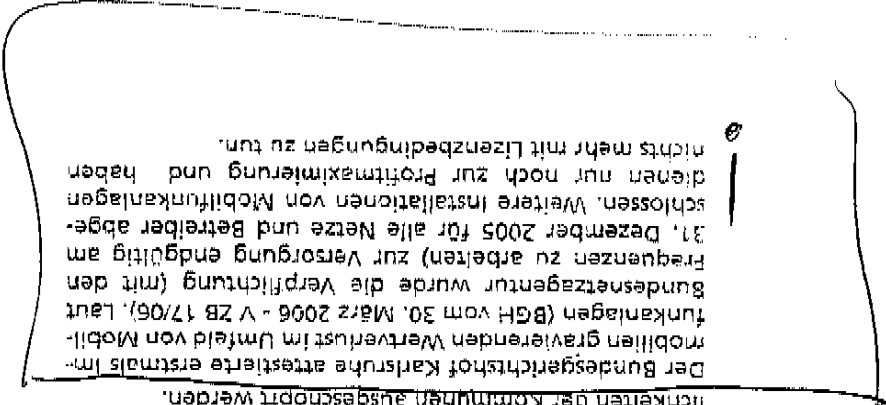 lichkeiten der Kommunen ausgeschöpft werden.
Der Bundesgerichtshof Karlsruhe attestierte erstmals Im-
mobilien gravierenden Wertverlust im Umfeld von Mobil-
funkanlagen (BGH vom 30. März 2006 - V ZB 17/06). Laut
Bundesnetzagentur wurde die Verpflichtung (mit den
Frequenzen zu arbeiten) zur Versorgung endgültig am
31. Dezember 2005 für alle Netze und Betreiber abge-
schlossen. Weitere Installationen von Mobilfunkanlagen
dienen nur noch zur Profitmaximierung und haben
nichts mehr mit Lizenzbedingungen zu tun.